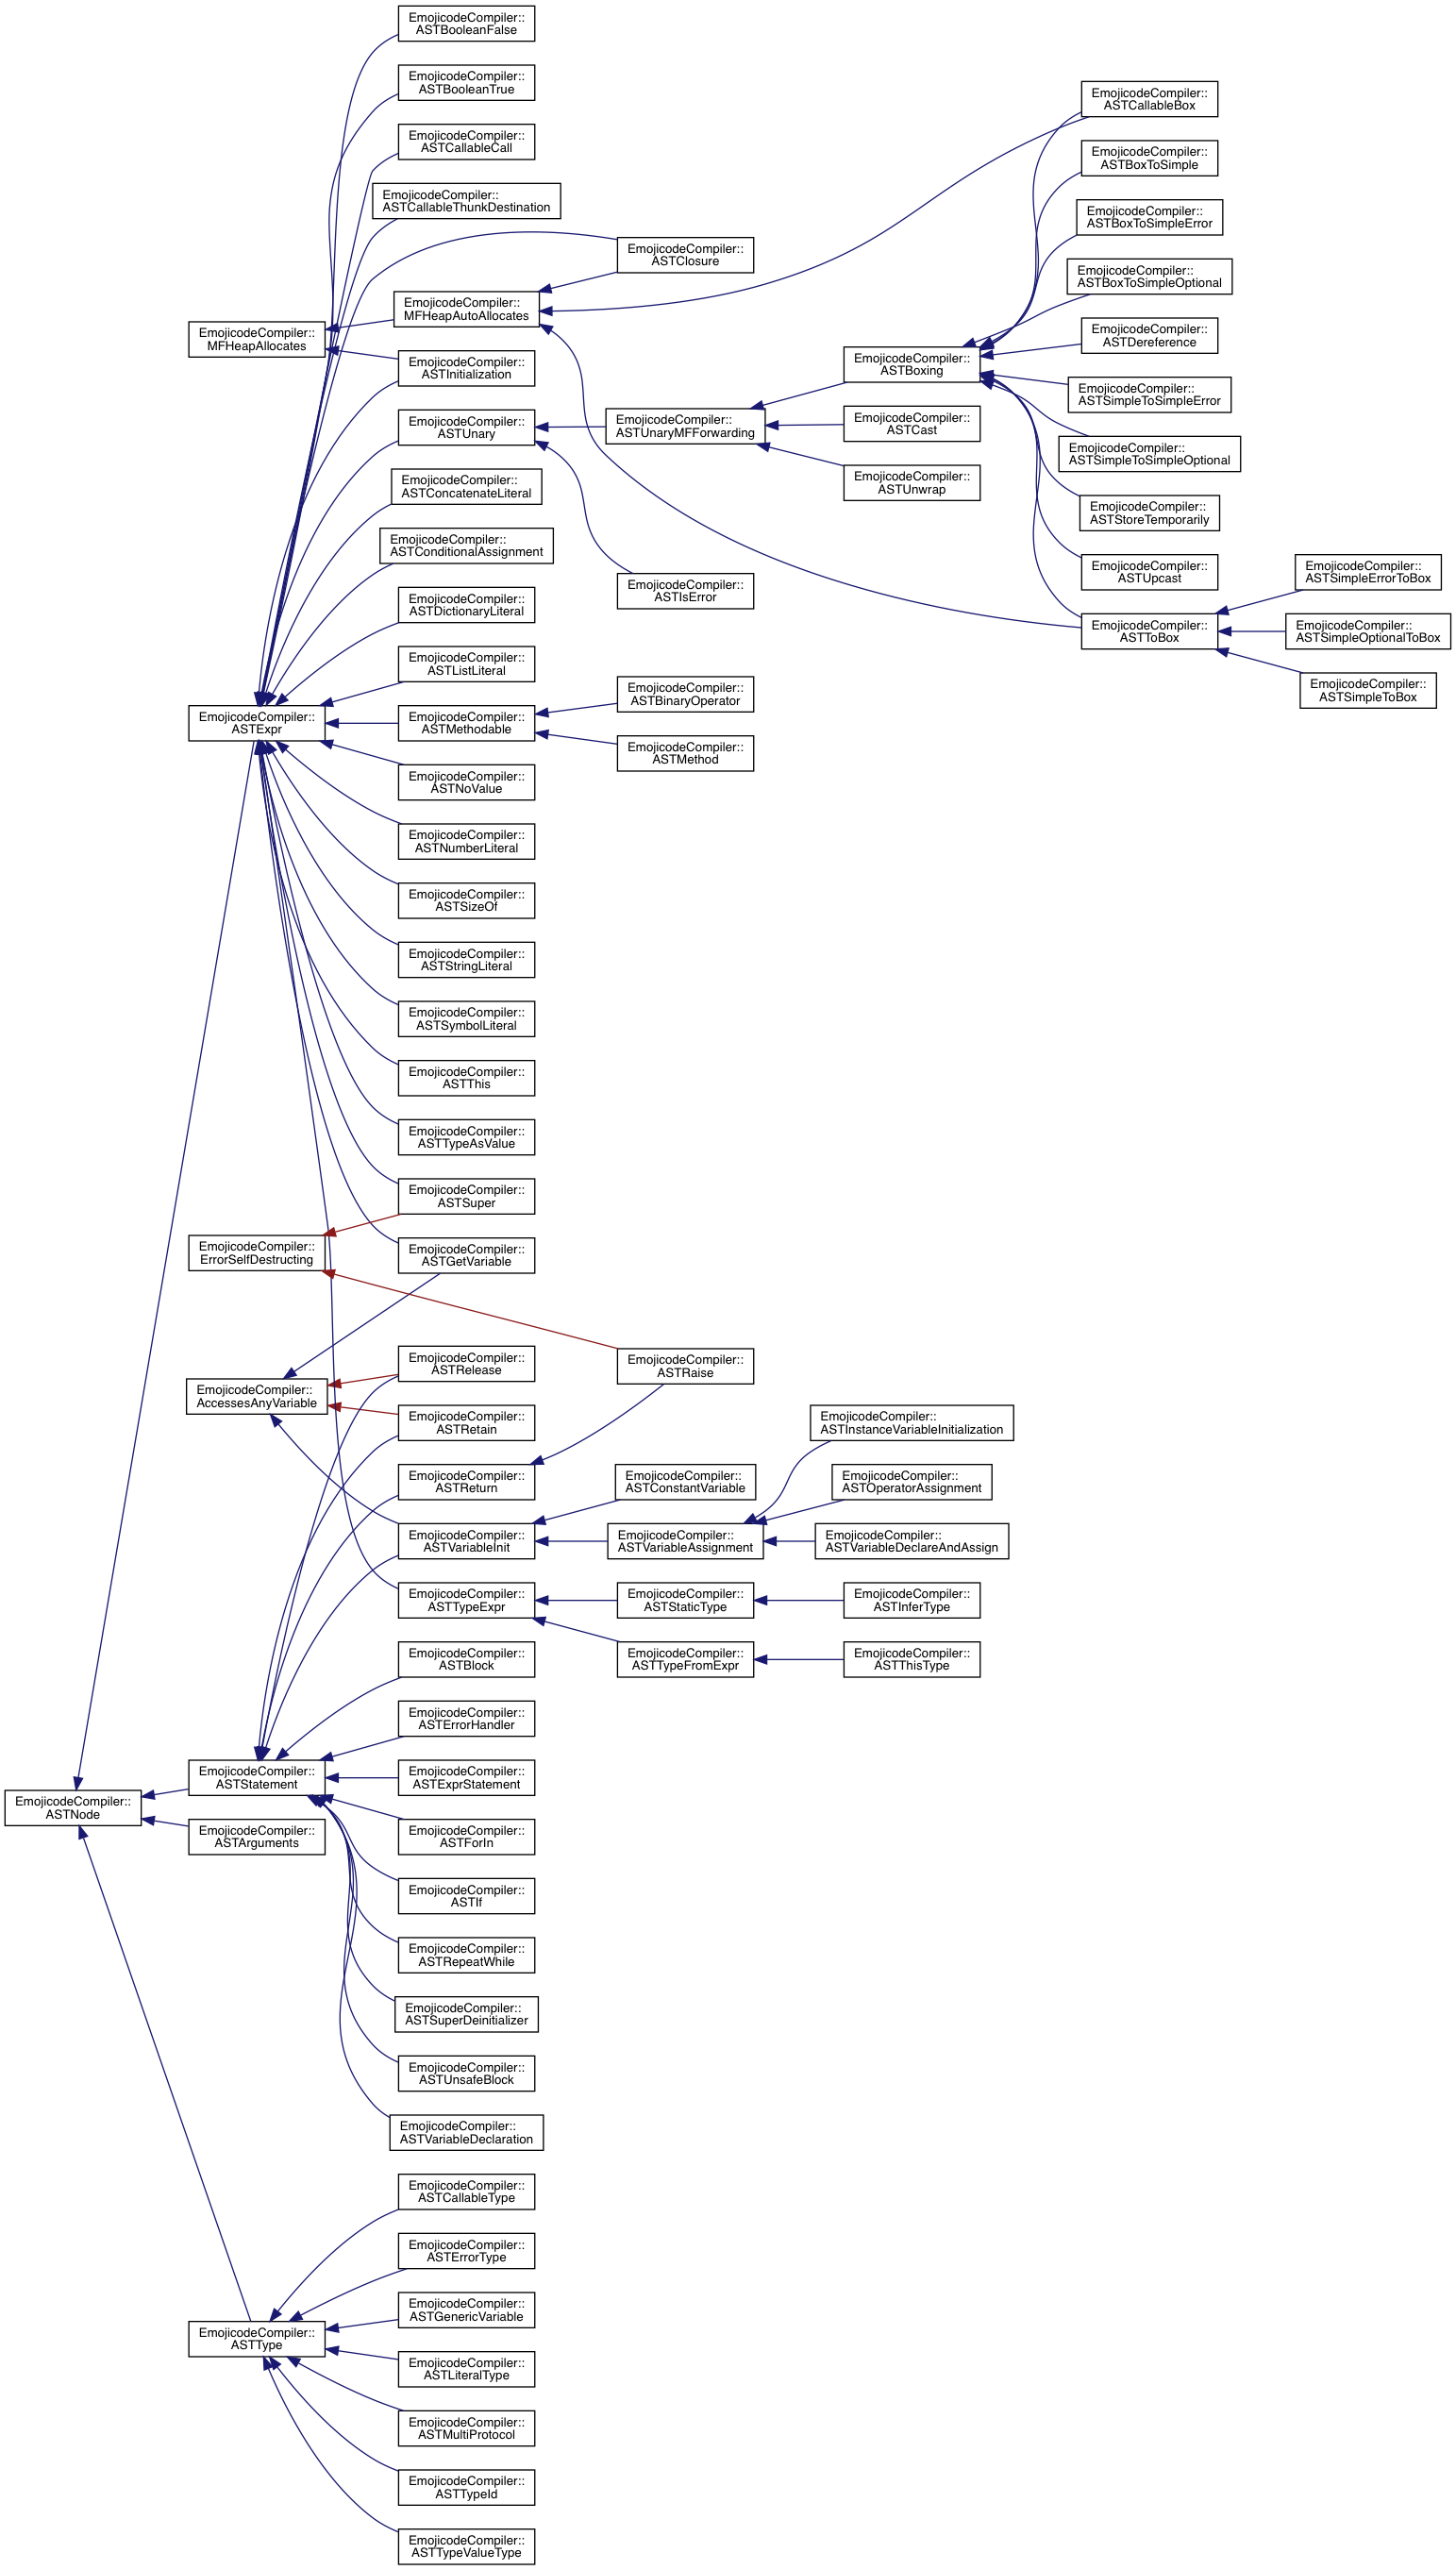 EmojicodeCompiler::
ASTBooleanFalse
EmojicodeCompiler::
ASTBooleanTrue
EmojicodeCompiler::
ASTCallableBox
EmojicodeCompiler::
ASTCallableCall
EmojicodeCompiler::
ASTBoxToSimple
EmojicodeCompiler::
ASTCallableThunkDestination
EmojicodeCompiler::
ASTBoxToSimpleError
EmojicodeCompiler::
ASTClosure
EmojicodeCompiler::
ASTBoxToSimpleOptional
EmojicodeCompiler::
MFHeapAutoAllocates
EmojicodeCompiler::
MFHeapAllocates
EmojicodeCompiler::
ASTDereference
EmojicodeCompiler::
ASTInitialization
EmojicodeCompiler::
ASTBoxing
EmojicodeCompiler::
ASTSimpleToSimpleError
EmojicodeCompiler::
ASTUnary
EmojicodeCompiler::
ASTUnaryMFForwarding
EmojicodeCompiler::
ASTCast
EmojicodeCompiler::
ASTSimpleToSimpleOptional
EmojicodeCompiler::
ASTConcatenateLiteral
EmojicodeCompiler::
ASTUnwrap
EmojicodeCompiler::
ASTStoreTemporarily
EmojicodeCompiler::
ASTConditionalAssignment
EmojicodeCompiler::
ASTUpcast
EmojicodeCompiler::
ASTSimpleErrorToBox
EmojicodeCompiler::
ASTIsError
EmojicodeCompiler::
ASTDictionaryLiteral
EmojicodeCompiler::
ASTToBox
EmojicodeCompiler::
ASTSimpleOptionalToBox
EmojicodeCompiler::
ASTListLiteral
EmojicodeCompiler::
ASTSimpleToBox
EmojicodeCompiler::
ASTBinaryOperator
EmojicodeCompiler::
ASTExpr
EmojicodeCompiler::
ASTMethodable
EmojicodeCompiler::
ASTMethod
EmojicodeCompiler::
ASTNoValue
EmojicodeCompiler::
ASTNumberLiteral
EmojicodeCompiler::
ASTSizeOf
EmojicodeCompiler::
ASTStringLiteral
EmojicodeCompiler::
ASTSymbolLiteral
EmojicodeCompiler::
ASTThis
EmojicodeCompiler::
ASTTypeAsValue
EmojicodeCompiler::
ASTSuper
EmojicodeCompiler::
ErrorSelfDestructing
EmojicodeCompiler::
ASTGetVariable
EmojicodeCompiler::
ASTRelease
EmojicodeCompiler::
ASTRaise
EmojicodeCompiler::
AccessesAnyVariable
EmojicodeCompiler::
ASTRetain
EmojicodeCompiler::
ASTInstanceVariableInitialization
EmojicodeCompiler::
ASTReturn
EmojicodeCompiler::
ASTConstantVariable
EmojicodeCompiler::
ASTOperatorAssignment
EmojicodeCompiler::
ASTVariableInit
EmojicodeCompiler::
ASTVariableAssignment
EmojicodeCompiler::
ASTVariableDeclareAndAssign
EmojicodeCompiler::
ASTTypeExpr
EmojicodeCompiler::
ASTStaticType
EmojicodeCompiler::
ASTInferType
EmojicodeCompiler::
ASTBlock
EmojicodeCompiler::
ASTTypeFromExpr
EmojicodeCompiler::
ASTThisType
EmojicodeCompiler::
ASTErrorHandler
EmojicodeCompiler::
ASTStatement
EmojicodeCompiler::
ASTExprStatement
EmojicodeCompiler::
ASTNode
EmojicodeCompiler::
ASTArguments
EmojicodeCompiler::
ASTForIn
EmojicodeCompiler::
ASTIf
EmojicodeCompiler::
ASTRepeatWhile
EmojicodeCompiler::
ASTSuperDeinitializer
EmojicodeCompiler::
ASTUnsafeBlock
EmojicodeCompiler::
ASTVariableDeclaration
EmojicodeCompiler::
ASTCallableType
EmojicodeCompiler::
ASTErrorType
EmojicodeCompiler::
ASTGenericVariable
EmojicodeCompiler::
ASTType
EmojicodeCompiler::
ASTLiteralType
EmojicodeCompiler::
ASTMultiProtocol
EmojicodeCompiler::
ASTTypeId
EmojicodeCompiler::
ASTTypeValueType